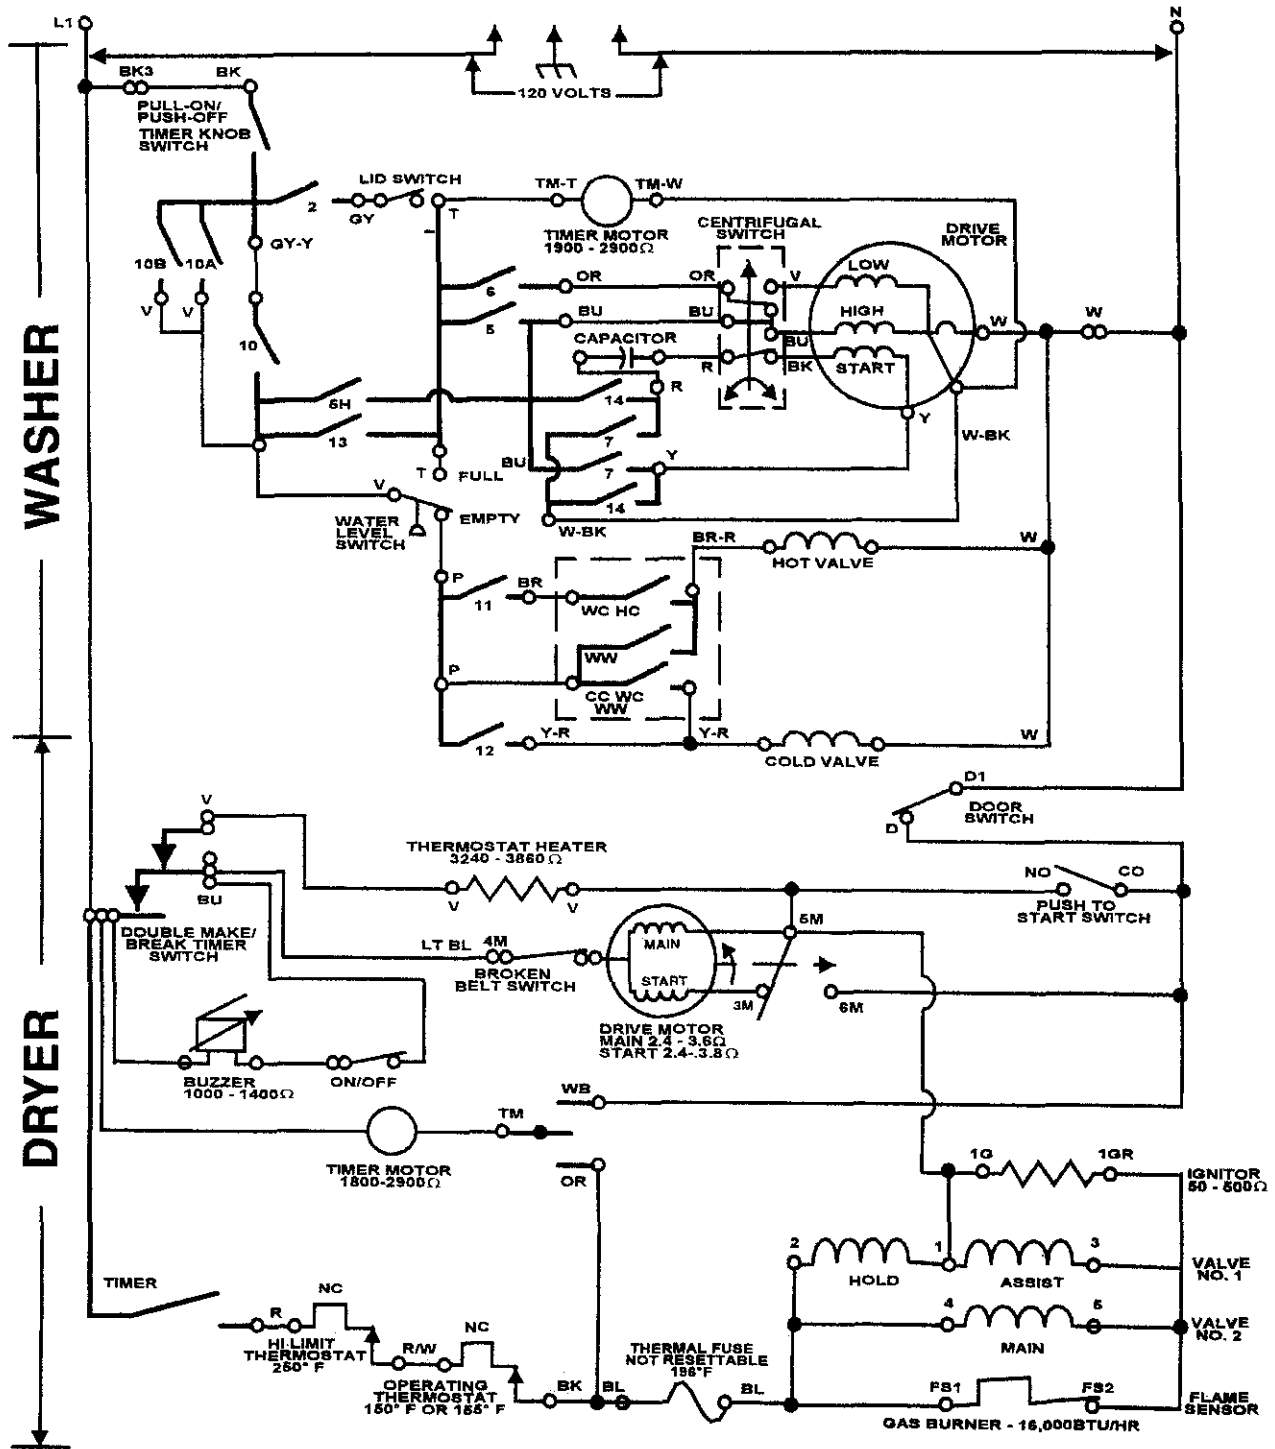 L1
N
BK3
BK
120 VOLTS
PULL-ON/
PUSH-OFF
TIMER KNOB
SWITCH
LID SWITCH
2
GY
T
TM-T
TM-W
TIMER MOTOR
1900 - 2900Ω
CENTRIFUGAL
SWITCH
DRIVE
MOTOR
GY-Y
10B
10A
V
V
6
OR
OR
V
LOW
5
BU
BU
BU
HIGH
W
W
10
CAPACITOR
R
BK
START
R
5H
14
Y
13
7
W-BK
T
FULL
BU
7
Y
V
14
WATER
LEVEL
SWITCH
EMPTY
W-BK
BR-R
HOT VALVE
W
P
11
BR
WC HC
WW
P
CC WC
WW
12
Y-R
Y-R
COLD VALVE
W
WASHER
D1
DOOR
SWITCH
D
V
THERMOSTAT HEATER
3240 - 3860Ω
V
V
NO
CO
PUSH TO
START SWITCH
BU
DOUBLE MAKE/
BREAK TIMER
SWITCH
LT BL
4M
BROKEN
BELT SWITCH
MAIN
START
5M
3M
6M
DRIVE MOTOR
MAIN 2.4 - 3.6Ω
START 2.4-.3.8Ω
BUZZER
1000 - 1400Ω
ON/OFF
WB
TM
TIMER MOTOR
1800-2900Ω
OR
1G
1GR
IGNITOR
50 - 500Ω
DRYER
2
HOLD
1
ASSIST
3
VALVE
NO. 1
4
MAIN
5
VALVE
NO. 2
TIMER
R
NC
HI-LIMIT
THERMOSTAT
250° F
R/W
NC
OPERATING
THERMOSTAT
150° F OR 155° F
BK
BL
THERMAL FUSE
NOT RESETTABLE
196°F
BL
FS1
FS2
FLAME
SENSOR
GAS BURNER - 16,000BTU/HR